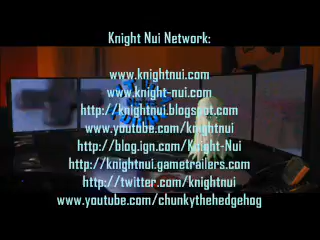 Knight Nui Network:
www.knightnui.com
www.knight-nui.com
http://knightnui.blogspot.com
www.youtube.com/knightnui
http://blog.ign.com/Knight-Nui
http://knightnui.gametrailers.com
http://twitter.com/knightnui
www.youtube.com/chunkythehedgehog